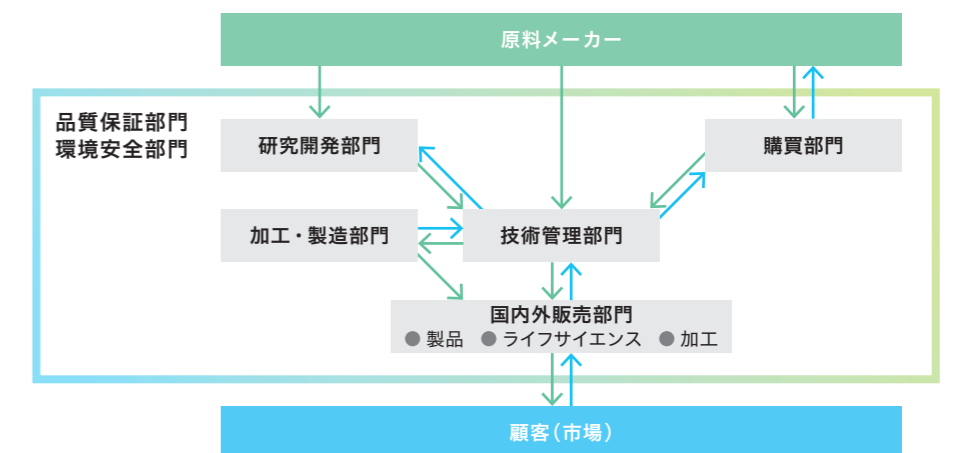 原料メーカー
品質保証部門
環境安全部門
研究開発部門
購買部門
加工・製造部門
技術管理部門
国内外販売部門
●製品 ●ライフサイエンス ●加工
顧客（市場）